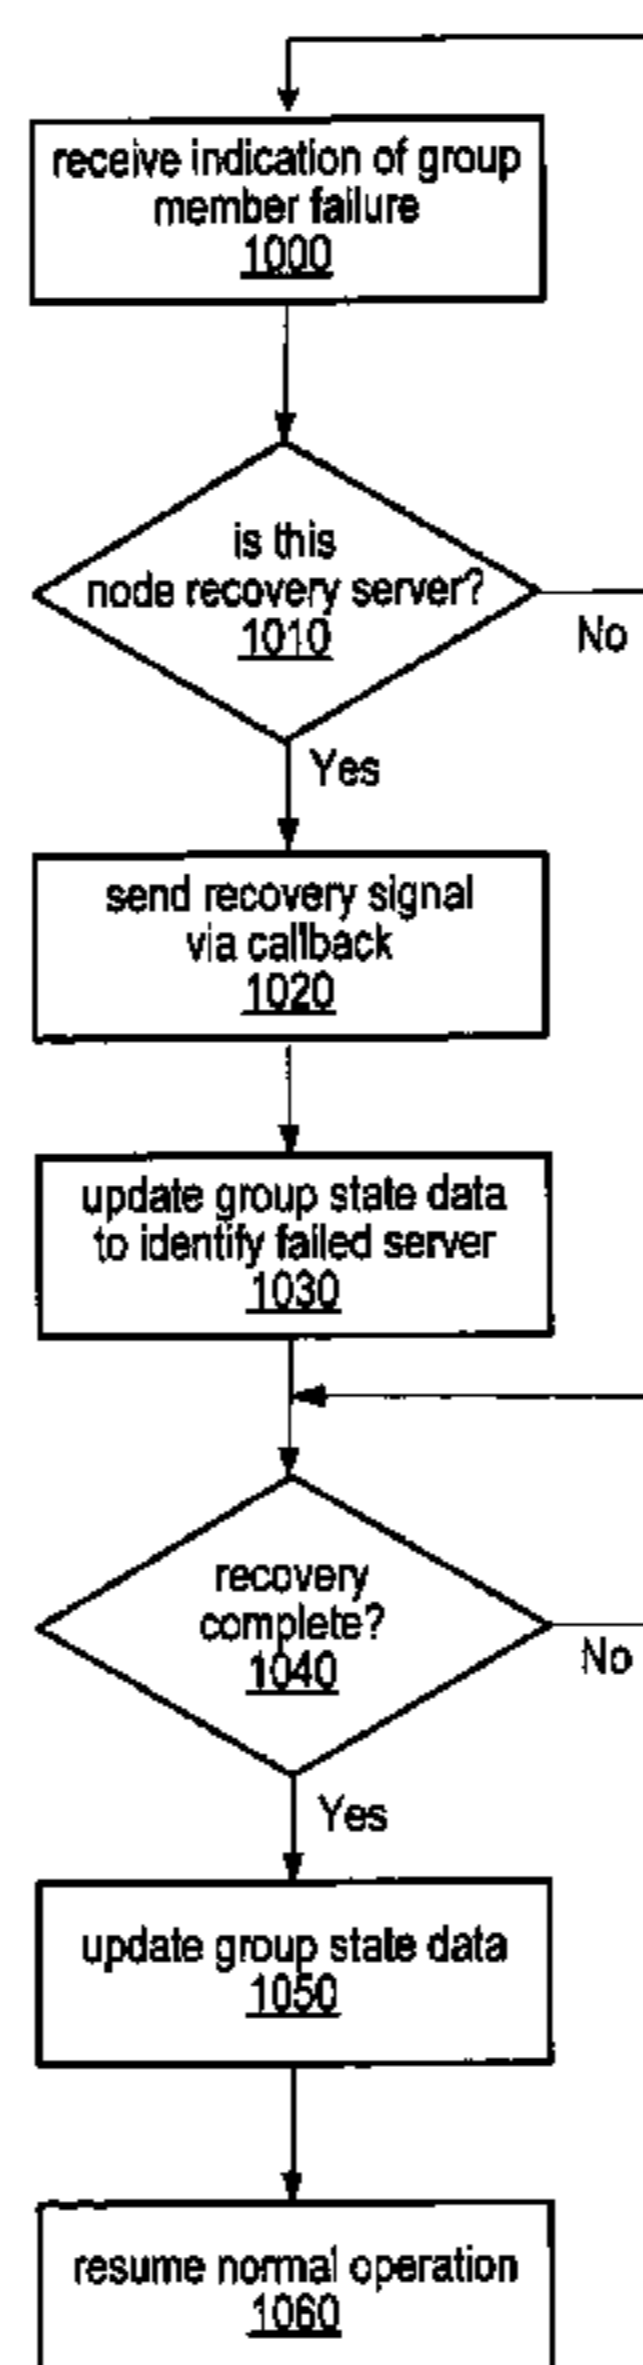 receive indication of group
member failure
1000
is this
node recovery server?
1010
No
Yes
send recovery signal
via callback
1020
update group state data
to identify failed server
1030
recovery
complete?
1040
No
Yes
update group state data
1050
resume normal operation
1060